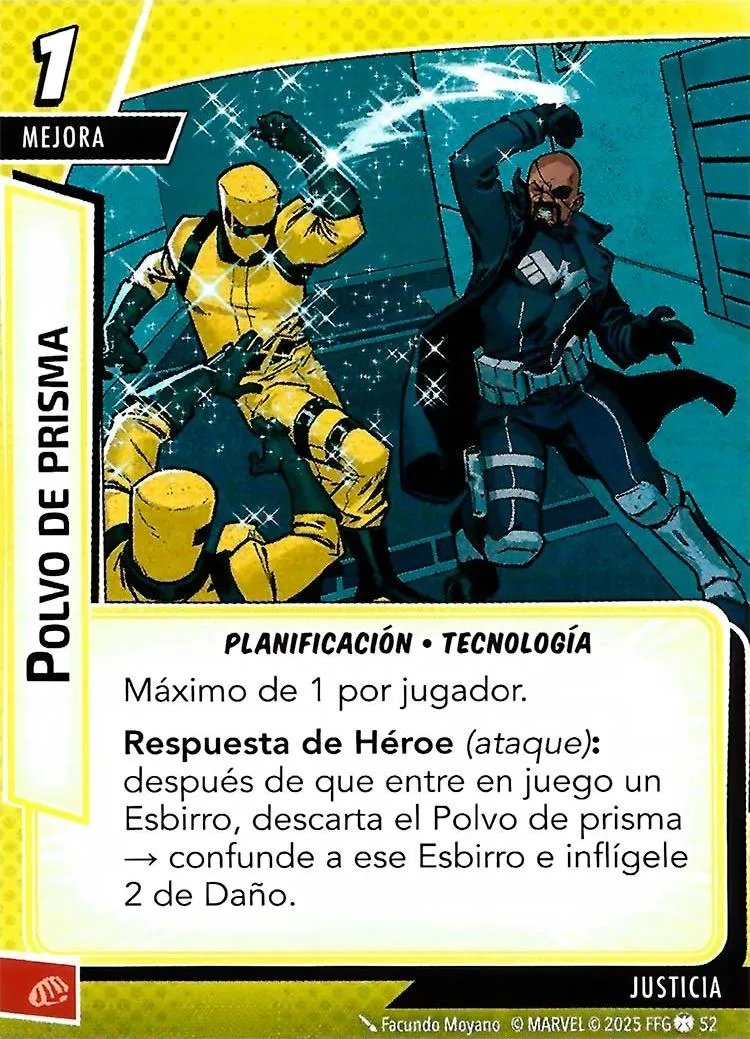 1
MEJORA
POLVO DE PRISMA
PLANIFICACIÓN • TECNOLOGÍA
Máximo de 1 por jugador.
Respuesta de Héroe (ataque):
después de que entre en juego un
Esbirro, descarta el Polvo de prisma
→ confunde a ese Esbirro e inflígele
2 de Daño.
JUSTICIA
Facundo Moyano © MARVEL © 2025 FFG 52